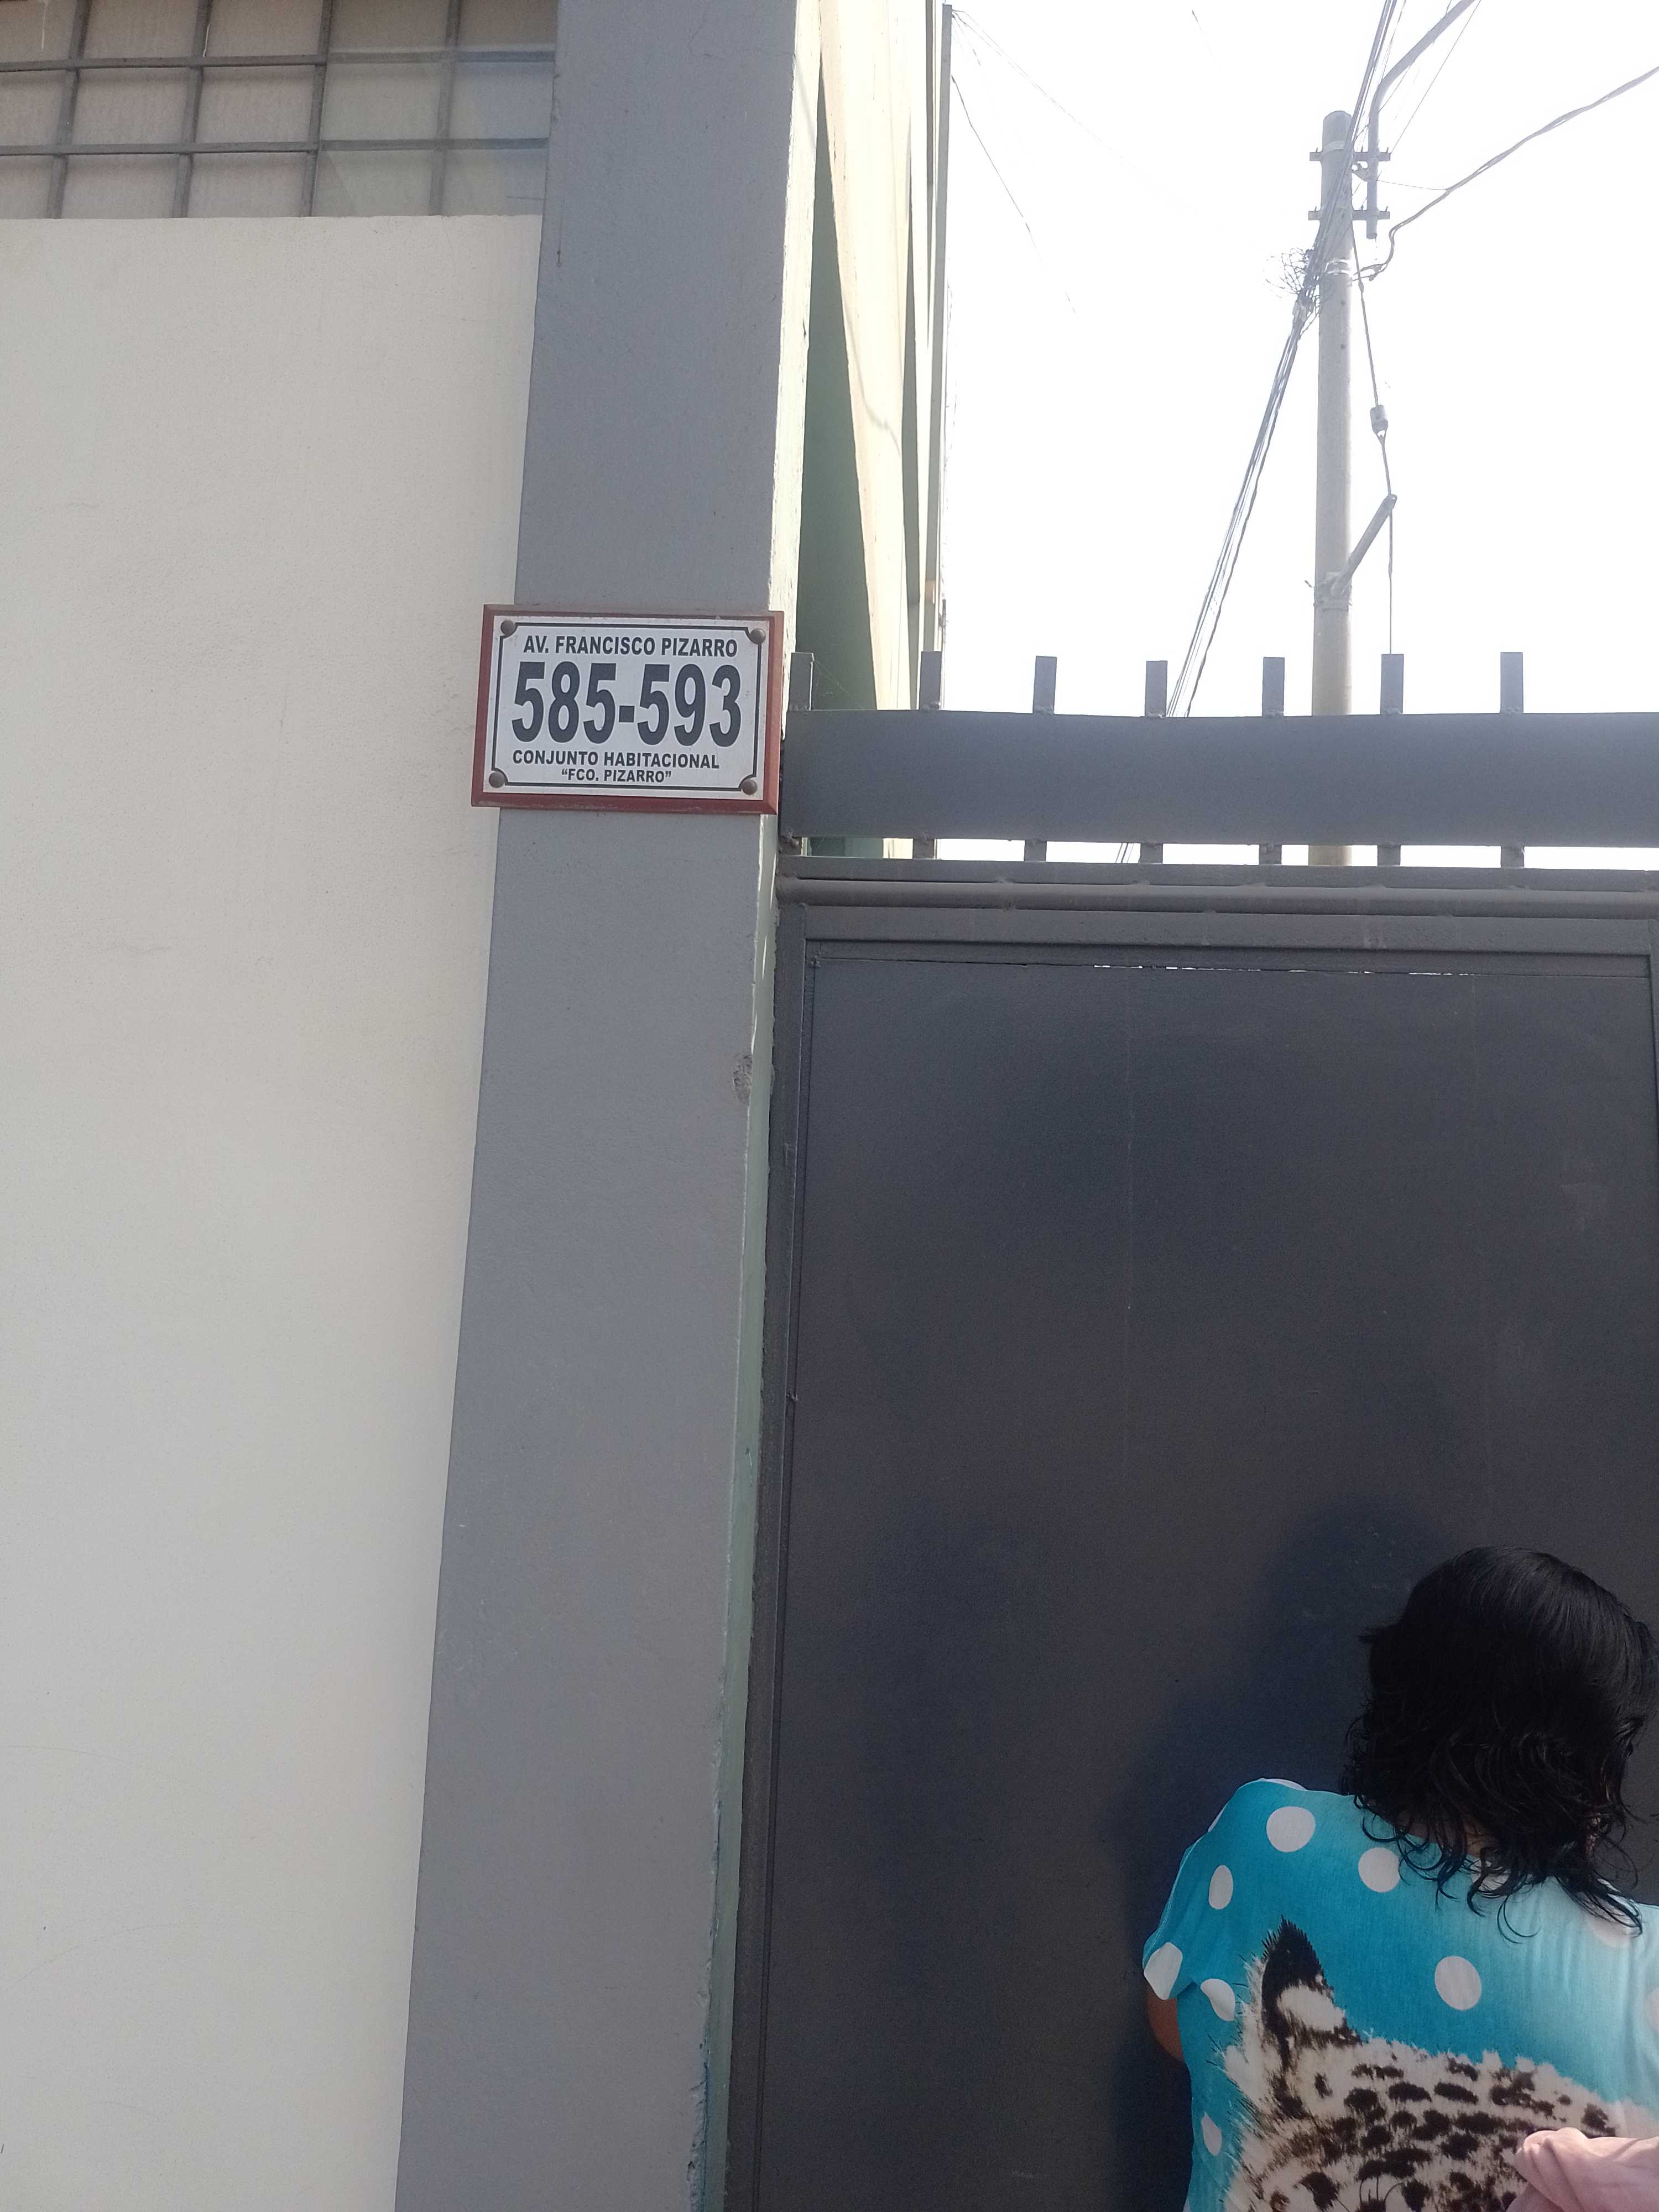 AV. FRANCISCO PIZARRO
585-593
CONJUNTO HABITACIONAL
"FCO. PIZARRO"